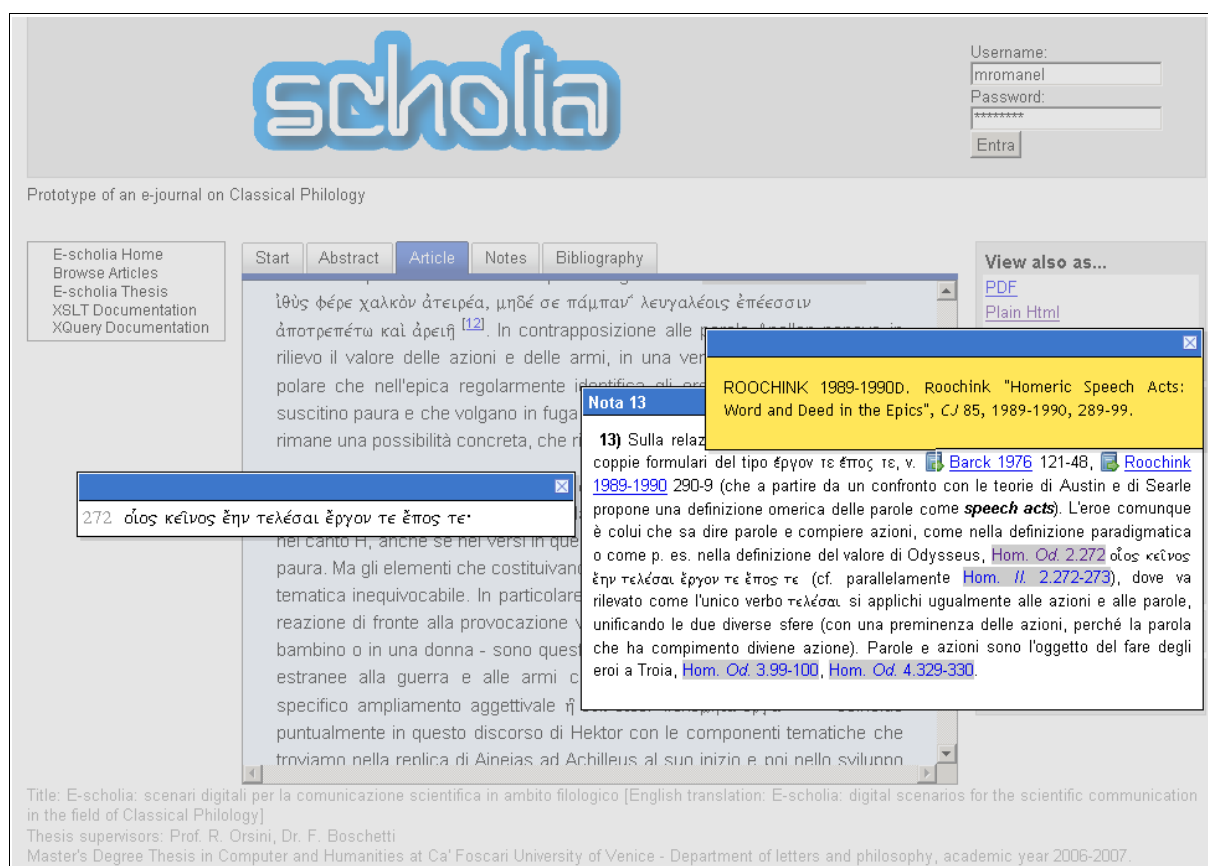 scholia
Username:
mromanel
Password:
********
Entra
Prototype of an e-journal on Classical Philology
E-scholia Home
Browse Articles
E-scholia Thesis
XSLT Documentation
XQuery Documentation
Start Abstract Article Notes Bibliography
ἰθὺς φέρε χαλκὸν ἀτειρέα, μηδέ σε πάμπαν λευγαλέοις ἐπέεσσιν
ἀποτρεπέτω καὶ ἀρειῇ [12]. In contrapposizione alle
rilievo il valore delle azioni e delle armi, in una
polare che nell'epica regolarmente identifica gli
suscitino paura e che volgano in fuga
rimane una possibilità concreta, che
nel canto H, anche se nei versi in
paura. Ma gli elementi che costituivano
tematica inequivocabile. In particolare
reazione di fronte alla provocazione
bambino o in una donna - sono
estranee alla guerra e alle armi
specifico ampliamento aggettivale ἢ
puntualmente in questo discorso di Hektor con le componenti tematiche che
troviamo nella replica di Aineias ad Achilleus al suo inizio e poi nello sviluppo
View also as...
PDF
Plain Html
ROOCHINK 1989-1990D. Roochink "Homeric Speech Acts:
Word and Deed in the Epics", CJ 85, 1989-1990, 289-99.
Nota 13
13) Sulla
coppie formulari del tipo ἔργον τε ἔπος τε, v. Barck 1976 121-48, Roochink
1989-1990 290-9 (che a partire da un confronto con le teorie di Austin e di Searle
propone una definizione omerica delle parole come speech acts). L'eroe comunque
è colui che sa dire parole e compiere azioni, come nella definizione paradigmatica
o come p. es. nella definizione del valore di Odysseus, Hom. Od. 2.272 οἷος κεῖνος
ἔην τελέσαι ἔργον τε ἔπος τε (cf. parallelamente Hom. Il. 2.272-273), dove va
rilevato come l'unico verbo τελέσαι si applichi ugualmente alle azioni e alle parole,
unificando le due diverse sfere (con una preminenza delle azioni, perché la parola
che ha compimento diviene azione). Parole e azioni sono l'oggetto del fare degli
eroi a Troia, Hom. Od. 3.99-100, Hom. Od. 4.329-330.
272 οἷος κεῖνος ἔην τελέσαι ἔργον τε ἔπος τε·
Title: E-scholia: scenari digitali per la comunicazione scientifica in ambito filologico [English translation: E-scholia: digital scenarios for the scientific communication
in the field of Classical Philology]
Thesis supervisors: Prof. R. Orsini, Dr. F. Boschetti
Master's Degree Thesis in Computer and Humanities at Ca' Foscari University of Venice - Department of letters and philosophy, academic year 2006-2007.